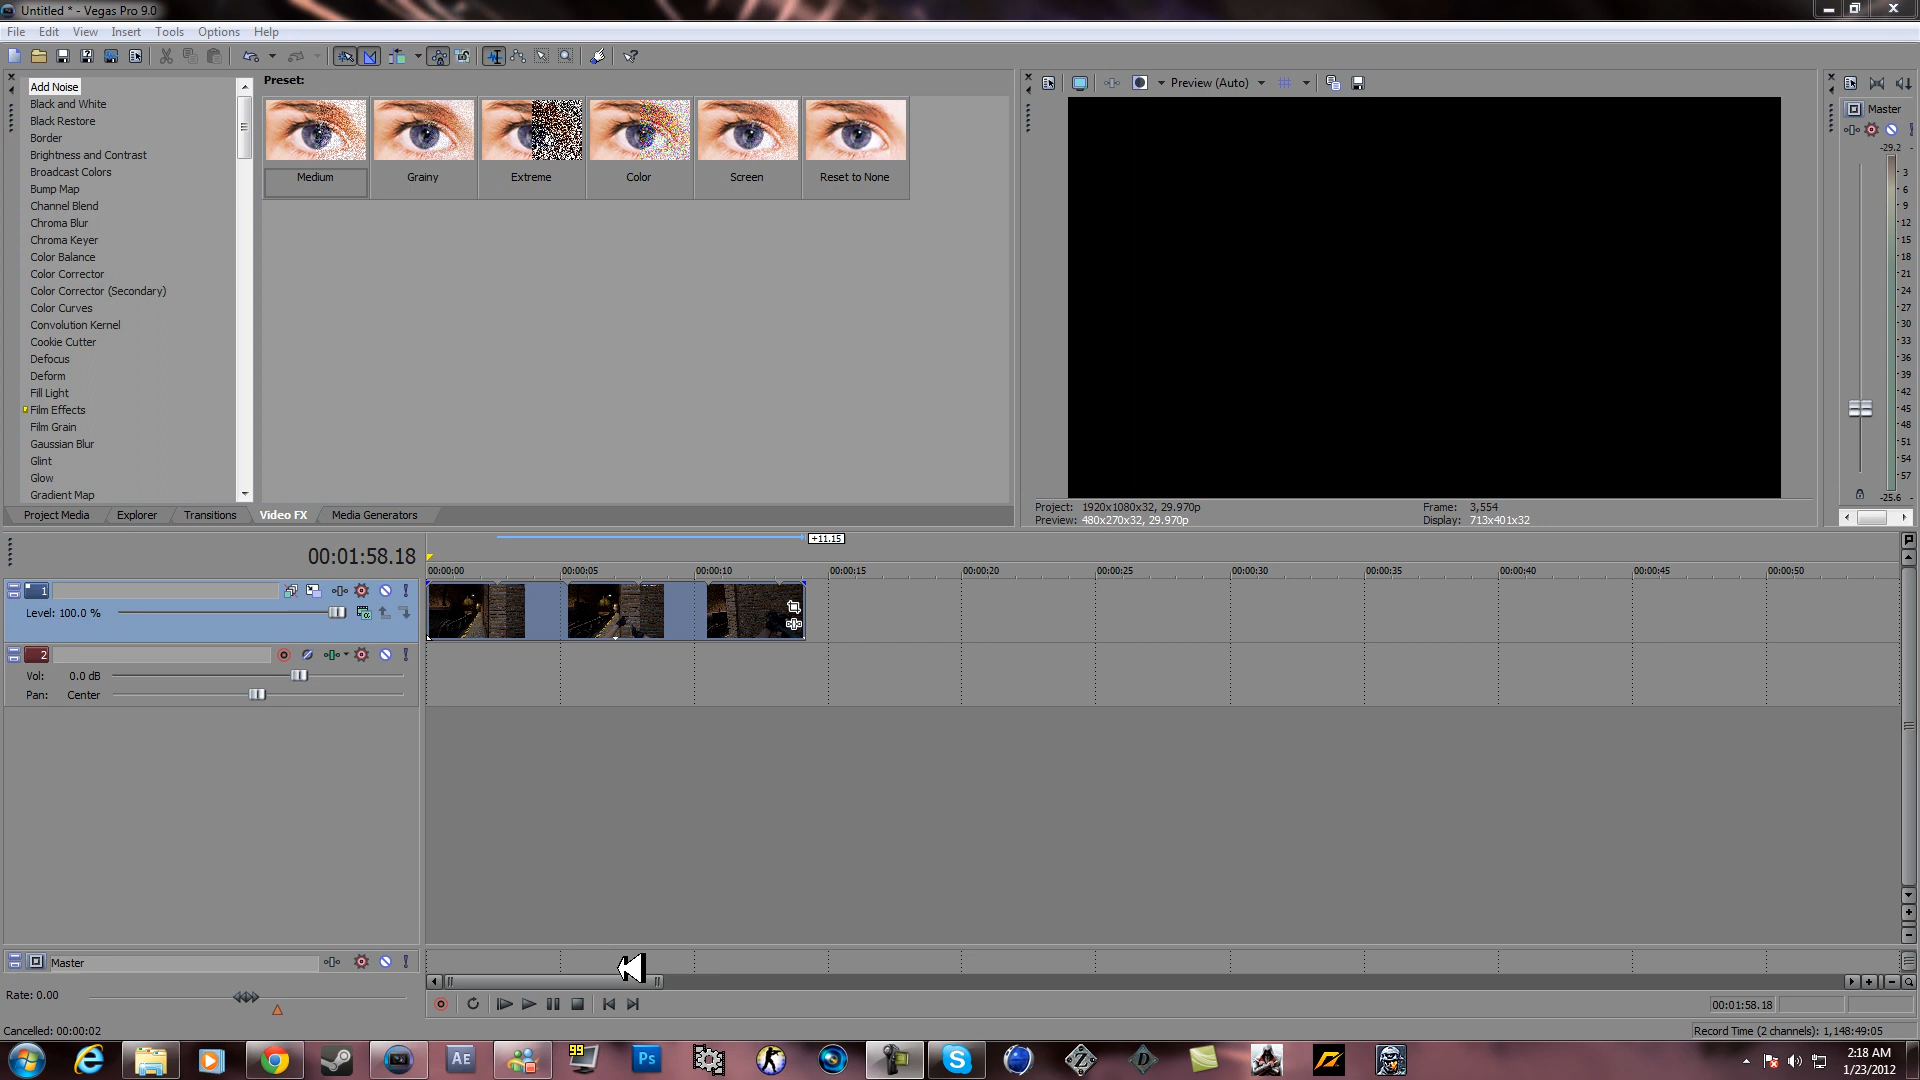 Untitled * - Vegas Pro 9.0
File Edit View Insert Tools Options Help
Add Noise
Black and White
Black Restore
Border
Brightness and Contrast
Broadcast Colors
Bump Map
Channel Blend
Chroma Blur
Chroma Keyer
Color Balance
Color Corrector
Color Corrector (Secondary)
Color Curves
Convolution Kernel
Cookie Cutter
Defocus
Deform
Fill Light
Film Effects
Film Grain
Gaussian Blur
Glint
Glow
Gradient Map
Preset:
Medium Grainy Extreme Color Screen Reset to None
Project Media Explorer Transitions Video FX Media Generators
Preview (Auto)
Project: 1920x1080x32, 29.970p
Preview: 480x270x32, 29.970p
Frame: 3,554
Display: 713x401x32
Master
-29.2
3
6
9
12
15
18
21
24
27
30
33
36
39
42
45
48
51
54
57
-25.6
00:01:58.18
+11.15
00:00:00 00:00:05 00:00:10 00:00:15 00:00:20 00:00:25 00:00:30 00:00:35 00:00:40 00:00:45 00:00:50
1
Level: 100.0 %
2
Vol: 0.0 dB
Pan: Center
Master
Rate: 0.00
00:01:58.18
Cancelled: 00:00:02
Record Time (2 channels): 1,148:49:05
AE
99
Ps
2:18 AM
1/23/2012